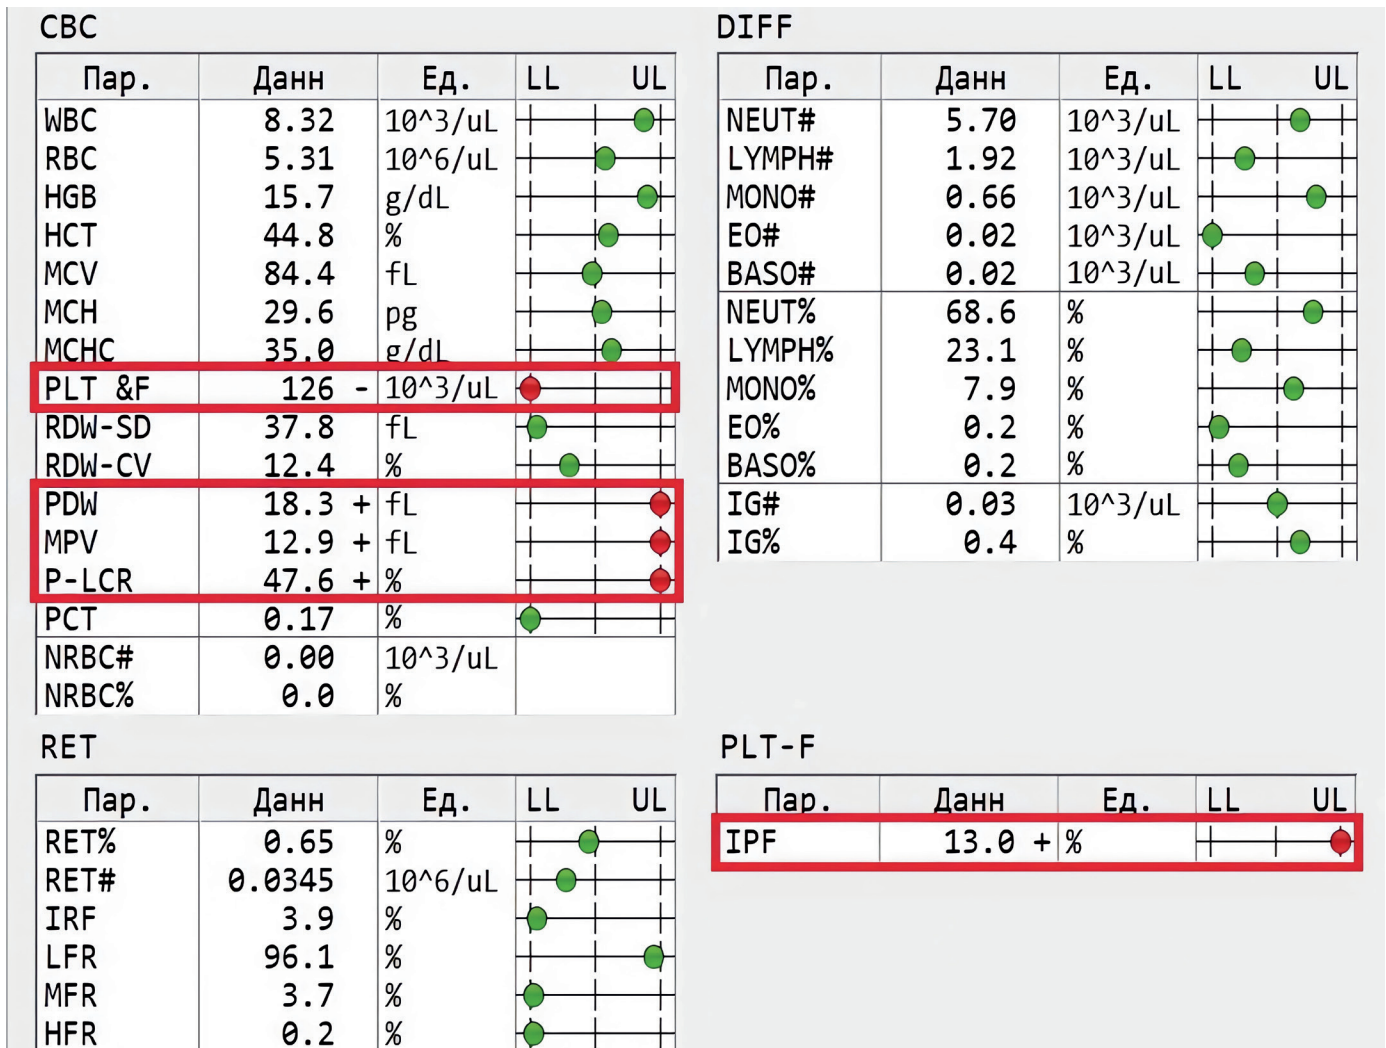 CBC
Пар. Данн Ед. LL UL
WBC 8.32 10^3/uL
RBC 5.31 10^6/uL
HGB 15.7 g/dL
HCT 44.8 %
MCV 84.4 fL
MCH 29.6 pg
MCHC 35.0 g/dL
PLT &F 126 - 10^3/uL
RDW-SD 37.8 fL
RDW-CV 12.4 %
PDW 18.3 + fL
MPV 12.9 + fL
P-LCR 47.6 + %
PCT 0.17 %
NRBC# 0.00 10^3/uL
NRBC% 0.0 %
DIFF
Пар. Данн Ед. LL UL
NEUT# 5.70 10^3/uL
LYMPH# 1.92 10^3/uL
MONO# 0.66 10^3/uL
EO# 0.02 10^3/uL
BASO# 0.02 10^3/uL
NEUT% 68.6 %
LYMPH% 23.1 %
MONO% 7.9 %
EO% 0.2 %
BASO% 0.2 %
IG# 0.03 10^3/uL
IG% 0.4 %
RET
Пар. Данн Ед. LL UL
RET% 0.65 %
RET# 0.0345 10^6/uL
IRF 3.9 %
LFR 96.1 %
MFR 3.7 %
HFR 0.2 %
PLT-F
Пар. Данн Ед. LL UL
IPF 13.0 + %